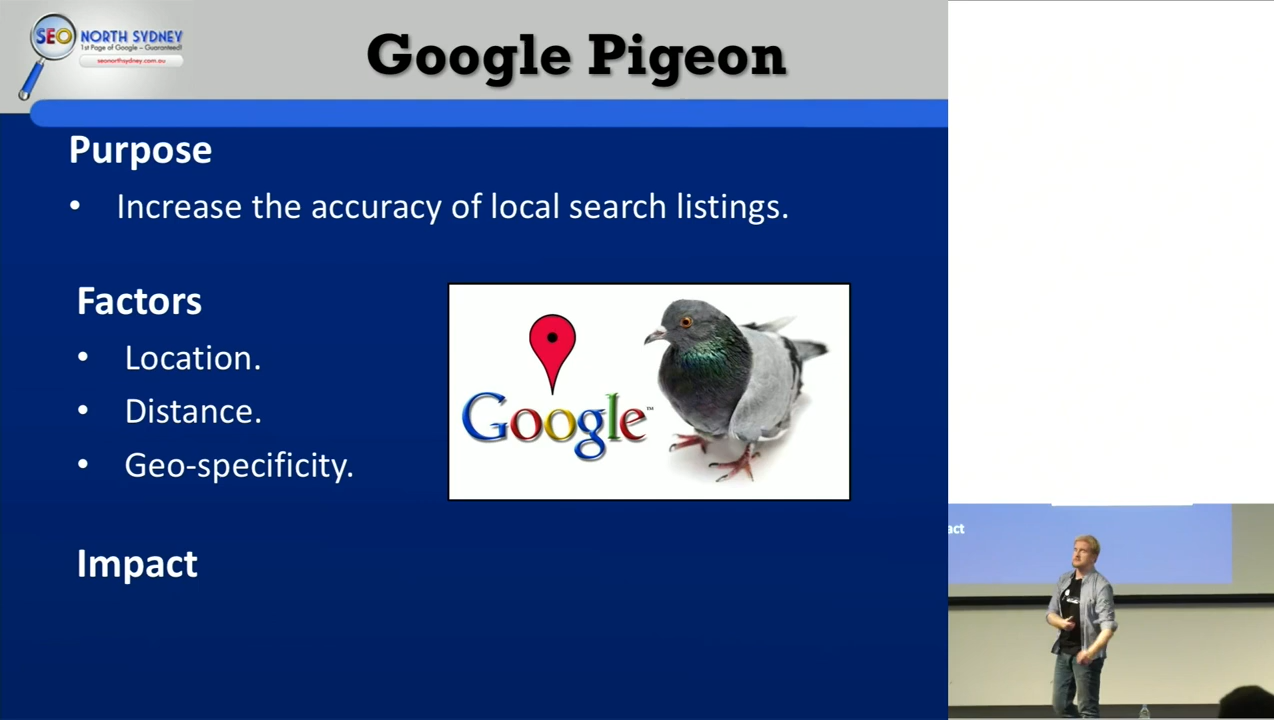 SEO NORTH SYDNEY
1st Page of Google – Guaranteed!
seonorthsydney.com.au
Google Pigeon
Purpose
• Increase the accuracy of local search listings.
Factors
• Location.
• Distance.
• Geo-specificity.
Google™
Impact
act